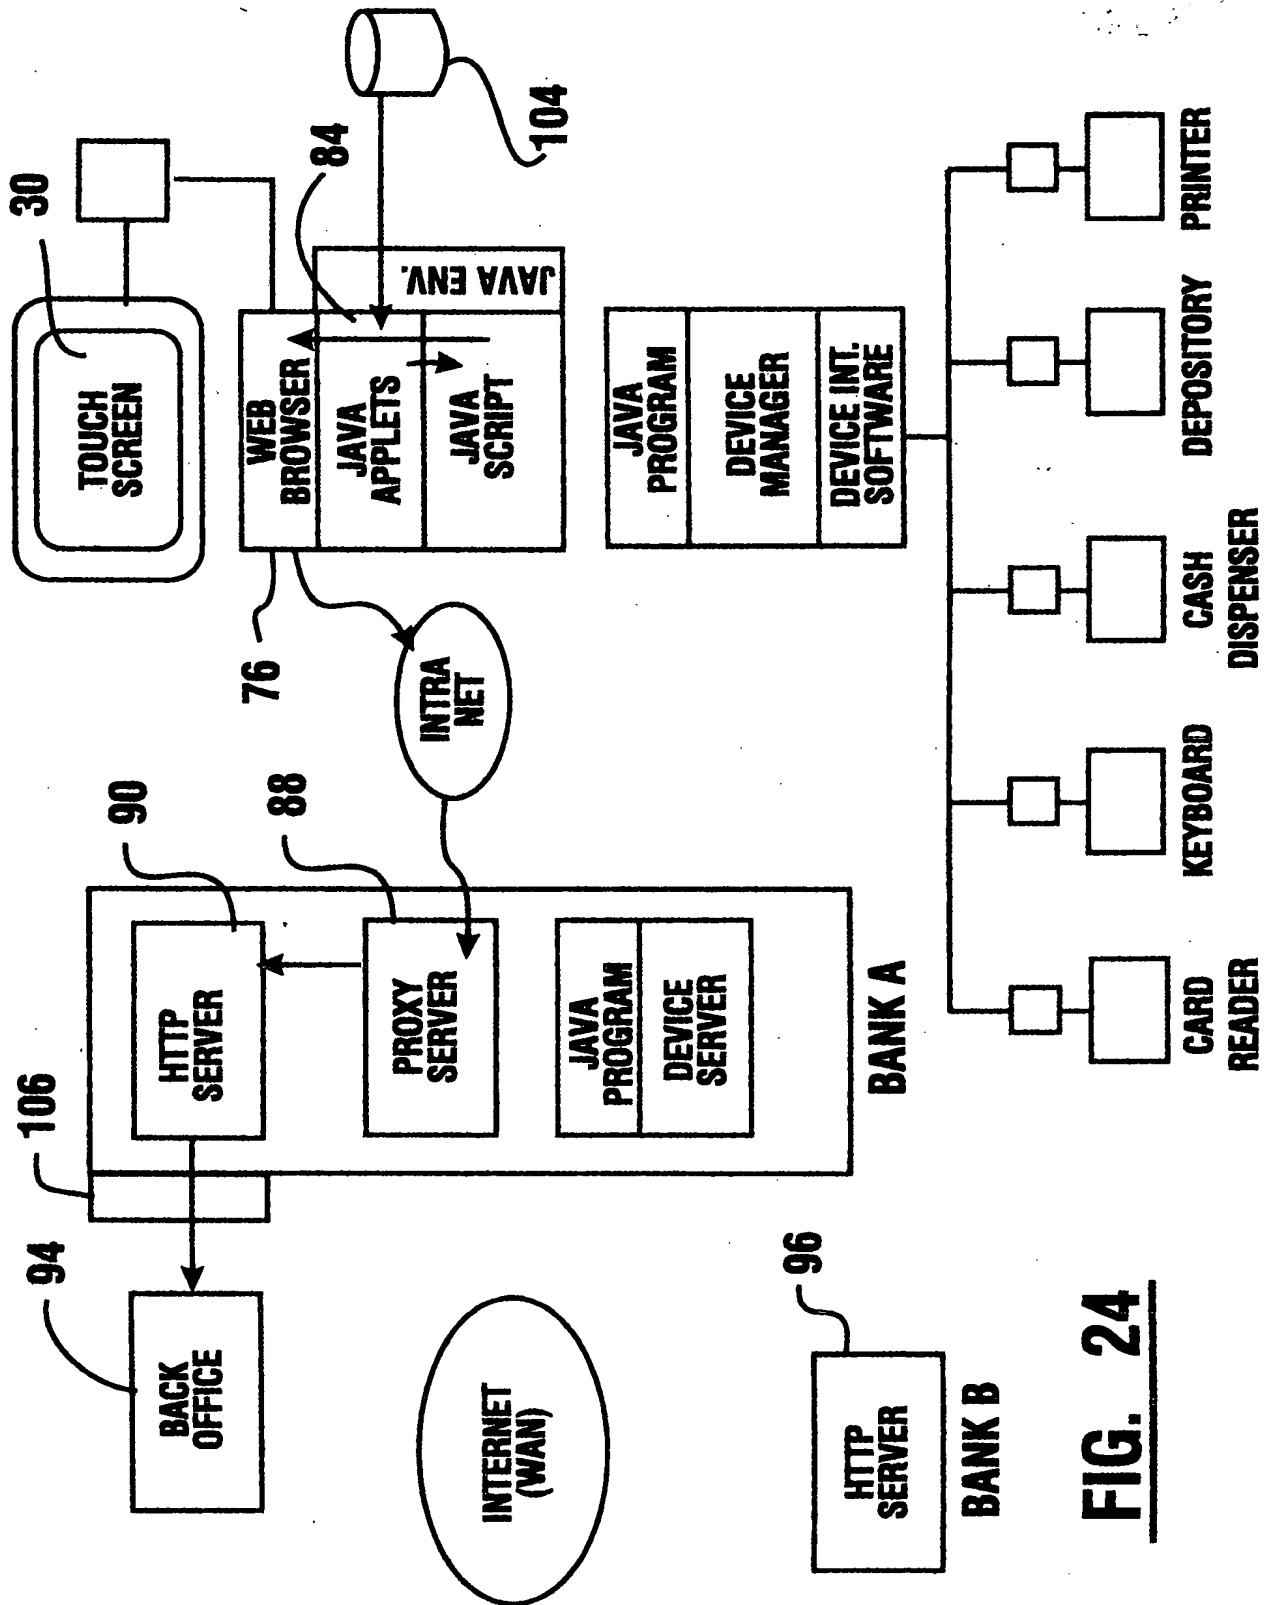 94
106
90
30
BACK
OFFICE
HTTP
SERVER
TOUCH
SCREEN
88
76
84
PROXY
SERVER
WEB
BROWSER
JAVA
APPLETS
JAVA
SCRIPT
JAVA ENV.
104
INTERNET
(WAN)
INTRA
NET
JAVA
PROGRAM
DEVICE
SERVER
JAVA
PROGRAM
DEVICE
MANAGER
DEVICE INT.
SOFTWARE
96
HTTP
SERVER
BANK A
BANK B
CARD
READER
KEYBOARD
CASH
DISPENSER
DEPOSITORY
PRINTER
FIG. 24